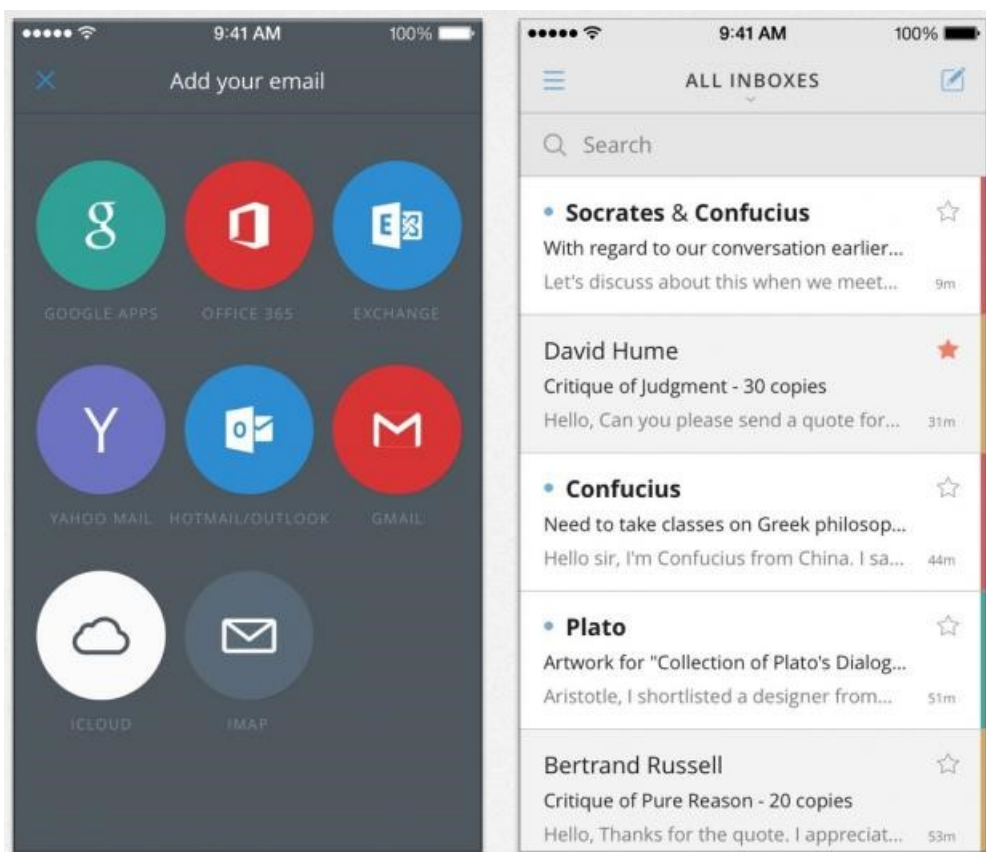 9:41 AM 100%
Add your email
g
GOOGLE APPS OFFICE 365 EXCHANGE
YAHOO MAIL HOTMAIL/OUTLOOK GMAIL
ICLOUD IMAP
9:41 AM 100%
ALL INBOXES
Search
Socrates & Confucius
With regard to our conversation earlier...
Let's discuss about this when we meet... 9m
David Hume
Critique of Judgment - 30 copies
Hello, Can you please send a quote for... 31m
Confucius
Need to take classes on Greek philosop...
Hello sir, I'm Confucius from China. I sa... 44m
Plato
Artwork for "Collection of Plato's Dialog...
Aristotle, I shortlisted a designer from... 51m
Bertrand Russell
Critique of Pure Reason - 20 copies
Hello, Thanks for the quote. I appreciat... 53m